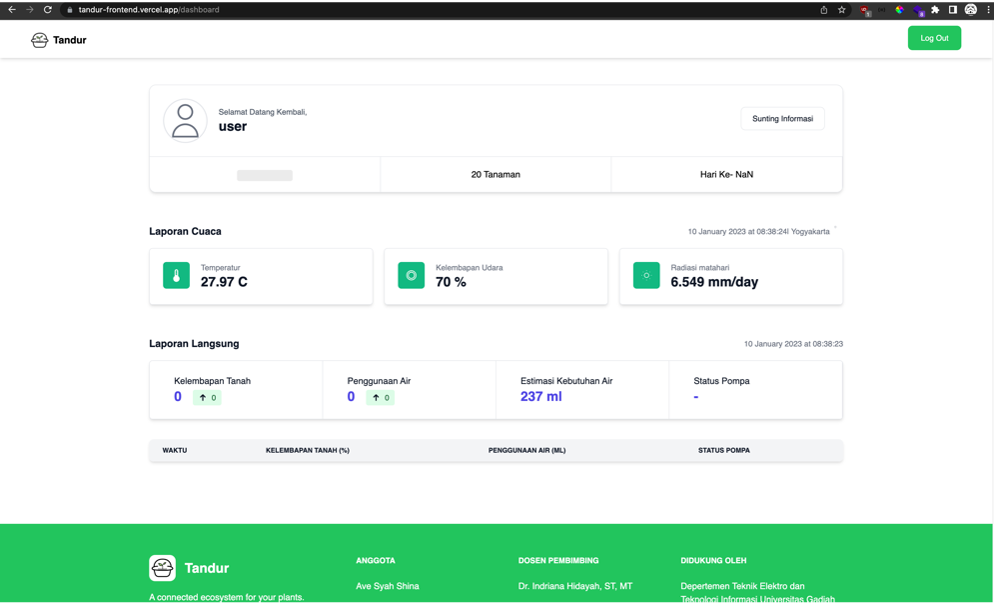 tandur-frontend.vercel.app/dashboard
Tandur
Log Out
Selamat Datang Kembali,
user
Sunting Informasi
20 Tanaman
Hari Ke- NaN
Laporan Cuaca
10 January 2023 at 08:38:24| Yogyakarta
Temperatur
27.97 C
Kelembapan Udara
70 %
Radiasi matahari
6.549 mm/day
Laporan Langsung
10 January 2023 at 08:38:23
Kelembapan Tanah
0 ↑ 0
Penggunaan Air
0 ↑ 0
Estimasi Kebutuhan Air
237 ml
Status Pompa
-
WAKTU KELEMBAPAN TANAH (%) PENGGUNAAN AIR (ML) STATUS POMPA
Tandur
A connected ecosystem for your plants.
ANGGOTA
Ave Syah Shina
DOSEN PEMBIMBING
Dr. Indriana Hidayah, ST, MT
DIDUKUNG OLEH
Depertemen Teknik Elektro dan
Teknologi Informasi Universitas Gadjah